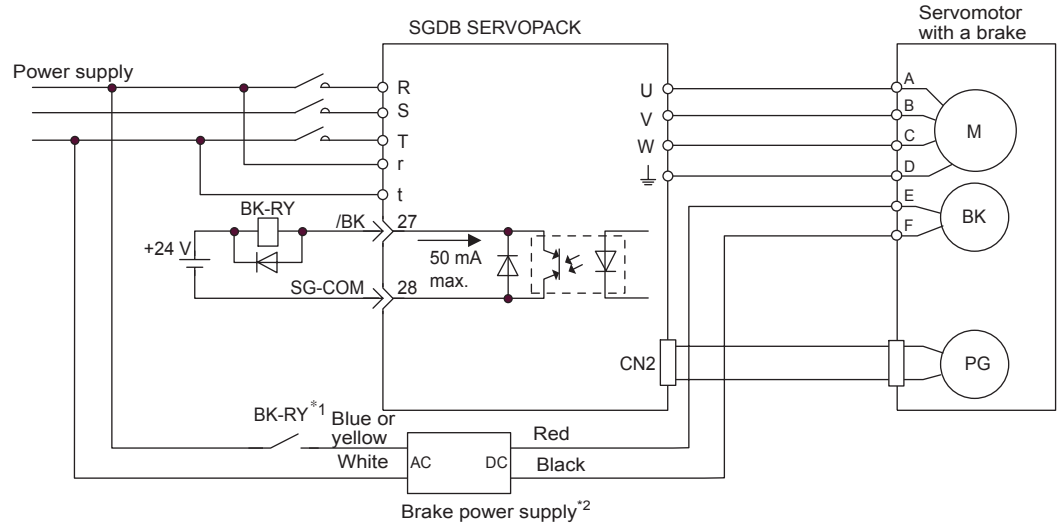 Servomotor
with a brake
SGDB SERVOPACK
Power supply
R
S
T
r
t
U
V
W
A
B
C
D
E
F
M
BK
BK-RY
/BK
27
+24 V
50 mA
max.
SG-COM
28
CN2
PG
BK-RY*1
Blue or
yellow
White
AC
DC
Red
Black
Brake power supply*2